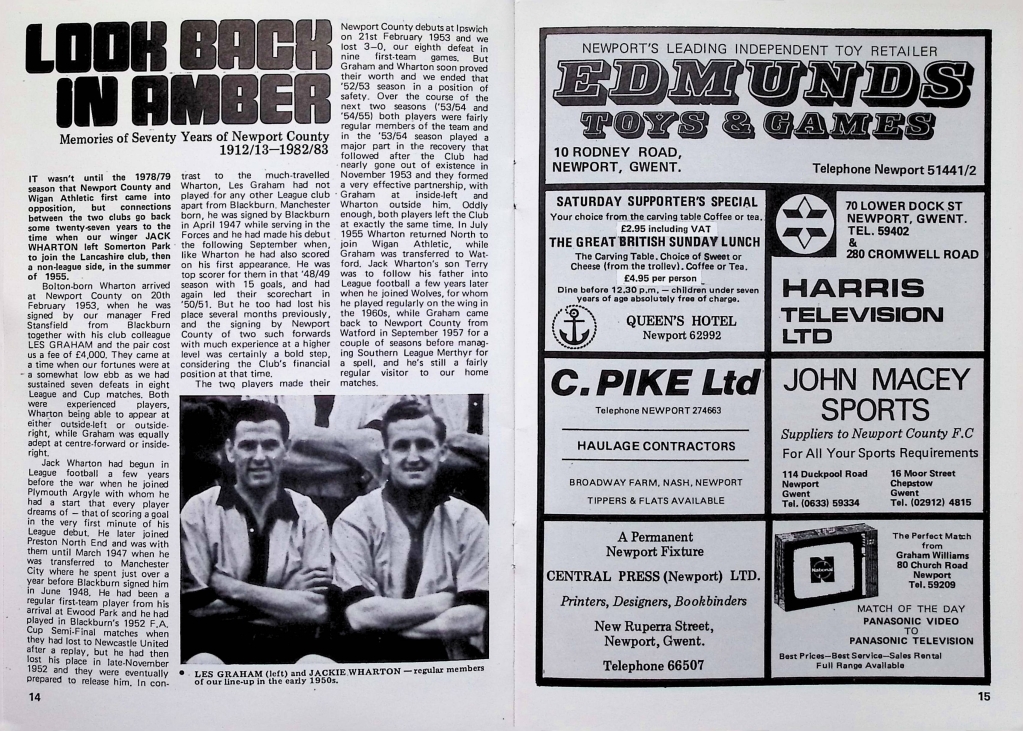 LOOK BACK
IN AMBER
Memories of Seventy Years of Newport County
1912/13—1982/83
IT wasn't until the 1978/79
season that Newport County and
Wigan Athletic first came into
opposition, but connections
between the two clubs go back
some twenty-seven years to the
time when our winger JACK
WHARTON left Somerton Park
to join the Lancashire club, then
a non-league side, in the summer
of 1955.
Bolton-born Wharton arrived
at Newport County on 20th
February 1953, when he was
signed by our manager Fred
Stansfield from Blackburn
together with his club colleague
LES GRAHAM and the pair cost
us a fee of £4,000. They came at
a time when our fortunes were at
a somewhat low ebb as we had
sustained seven defeats in eight
League and Cup matches. Both
were experienced players,
Wharton being able to appear at
either outside-left or outside-
right, while Graham was equally
adept at centre-forward or inside-
right.
Jack Wharton had begun in
League football a few years
before the war when he joined
Plymouth Argyle with whom he
had a start that every player
dreams of — that of scoring a goal
in the very first minute of his
League debut. He later joined
Preston North End and was with
them until March 1947 when he
was transferred to Manchester
City where he spent just over a
year before Blackburn signed him
in June 1948. He had been a
regular first-team player from his
arrival at Ewood Park and he had
played in Blackburn's 1952 F.A.
Cup Semi-Final matches when
they had lost to Newcastle United
after a replay, but he had then
lost his place in late-November
1952 and they were eventually
prepared to release him. In con-
trast to the much-travelled
Wharton, Les Graham had not
played for any other League club
apart from Blackburn. Manchester
born, he was signed by Blackburn
in April 1947 while serving in the
Forces and he had made his debut
the following September when,
like Wharton he had also scored
on his first appearance. He was
top scorer for them in that '48/49
season with 15 goals, and had
again led their scorechart in
'50/51. But he too had lost his
place several months previously,
and the signing by Newport
County of two such forwards
with much experience at a higher
level was certainly a bold step,
considering the Club's financial
position at that time.
The two players made their
Newport County debuts at Ipswich
on 21st February 1953 and we
lost 3—0, our eighth defeat in
nine first-team games. But
Graham and Wharton soon proved
their worth and we ended that
'52/53 season in a position of
safety. Over the course of the
next two seasons ('53/54 and
'54/55) both players were fairly
regular members of the team and
in the '53/54 season played a
major part in the recovery that
followed after the Club had
nearly gone out of existence in
November 1953 and they formed
a very effective partnership, with
Graham at inside-left and
Wharton outside him. Oddly
enough, both players left the Club
at exactly the same time. In July
1955 Wharton returned North to
join Wigan Athletic, while
Graham was transferred to Wat-
ford. Jack Wharton's son Terry
was to follow his father into
League football a few years later
when he joined Wolves, for whom
he played regularly on the wing in
the 1960s, while Graham came
back to Newport County from
Watford in September 1957 for a
couple of seasons before manag-
ing Southern League Merthyr for
a spell, and he's still a fairly
regular visitor to our home
matches.
• LES GRAHAM (left) and JACKIE WHARTON — regular members
of our line-up in the early 1950s.
14
NEWPORT'S LEADING INDEPENDENT TOY RETAILER
EDMUNDS
TOYS & GAMES
10 RODNEY ROAD,
NEWPORT, GWENT.
Telephone Newport 51441/2
SATURDAY SUPPORTER'S SPECIAL
Your choice from the carving table Coffee or tea.
£2.95 including VAT
THE GREAT BRITISH SUNDAY LUNCH
The Carving Table. Choice of Sweet or
Cheese (from the trolley). Coffee or Tea.
£4.95 per person
Dine before 12.30 p.m. — children under seven
years of age absolutely free of charge.
QUEEN'S HOTEL
Newport 62992
70 LOWER DOCK ST
NEWPORT, GWENT.
TEL. 59402
&
280 CROMWELL ROAD
HARRIS
TELEVISION
LTD
C. PIKE Ltd
Telephone NEWPORT 274663
HAULAGE CONTRACTORS
BROADWAY FARM, NASH, NEWPORT
TIPPERS & FLATS AVAILABLE
JOHN MACEY
SPORTS
Suppliers to Newport County F.C
For All Your Sports Requirements
114 Duckpool Road
Newport
Gwent
Tel. (0633) 59334
16 Moor Street
Chepstow
Gwent
Tel. (02912) 4815
A Permanent
Newport Fixture
CENTRAL PRESS (Newport) LTD.
Printers, Designers, Bookbinders
New Ruperra Street,
Newport, Gwent.
Telephone 66507
National
The Perfect Match
from
Graham Williams
80 Church Road
Newport
Tel. 59209
MATCH OF THE DAY
PANASONIC VIDEO
TO
PANASONIC TELEVISION
Best Prices—Best Service—Sales Rental
Full Range Available
15